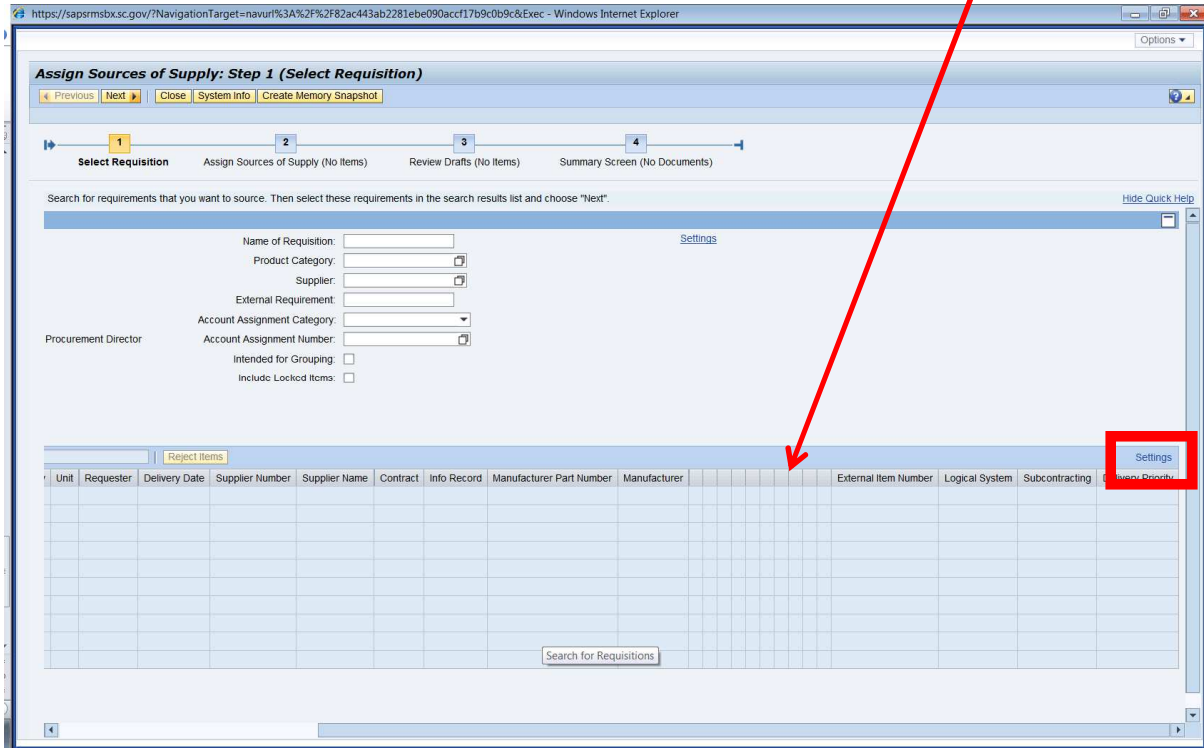 https://sapsrmsbx.sc.gov/?NavigationTarget=navurl%3A%2F%2F82ac443ab2281ebe090accf17b9c0b9c&Exec - Windows Internet Explorer
Options
Assign Sources of Supply: Step 1 (Select Requisition)
Previous Next Close System Info Create Memory Snapshot
1 2 3 4
Select Requisition Assign Sources of Supply (No Items) Review Drafts (No Items) Summary Screen (No Documents)
Search for requirements that you want to source. Then select these requirements in the search results list and choose "Next". Hide Quick Help
Name of Requisition: Settings
Product Category:
Supplier:
External Requirement:
Account Assignment Category:
Procurement Director Account Assignment Number:
Intended for Grouping:
Include Locked Items:
Reject Items Settings
Unit Requester Delivery Date Supplier Number Supplier Name Contract Info Record Manufacturer Part Number Manufacturer External Item Number Logical System Subcontracting Delivery Priority
Search for Requisitions